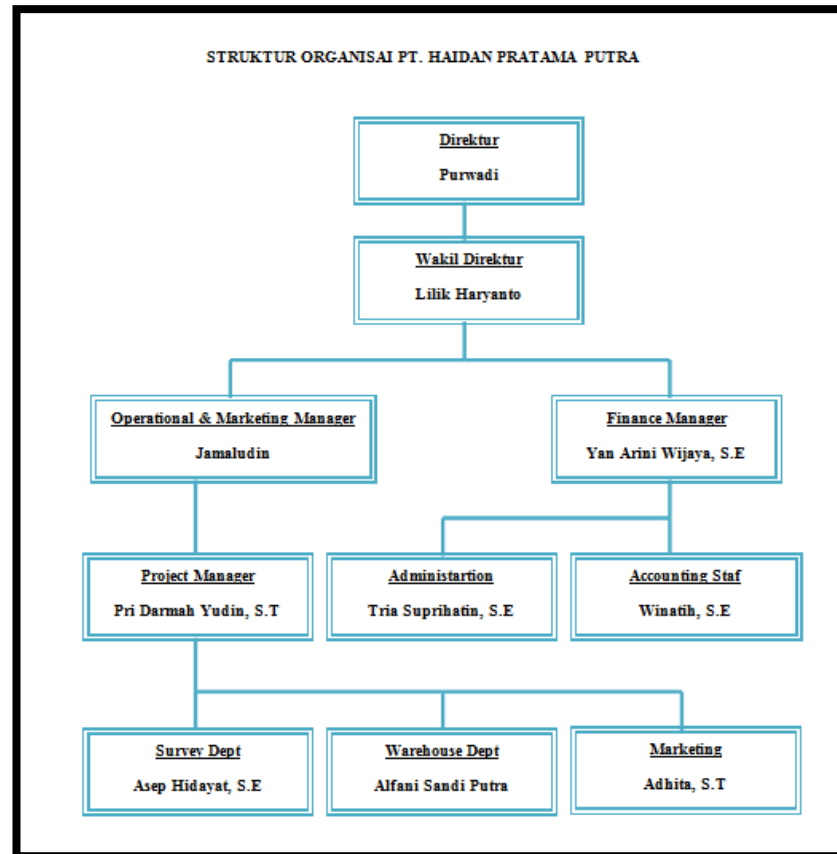 STRUKTUR ORGANISAI PT. HAIDAN PRATAMA PUTRA
Direktur
Purwadi
Wakil Direktur
Lilik Haryanto
Operational & Marketing Manager
Jamaludin
Finance Manager
Yan Arini Wijaya, S.E
Project Manager
Pri Darmah Yudin, S.T
Administartion
Tria Suprihatin, S.E
Accounting Staf
Winatih, S.E
Survey Dept
Asep Hidayat, S.E
Warehouse Dept
Alfani Sandi Putra
Marketing
Adhita, S.T